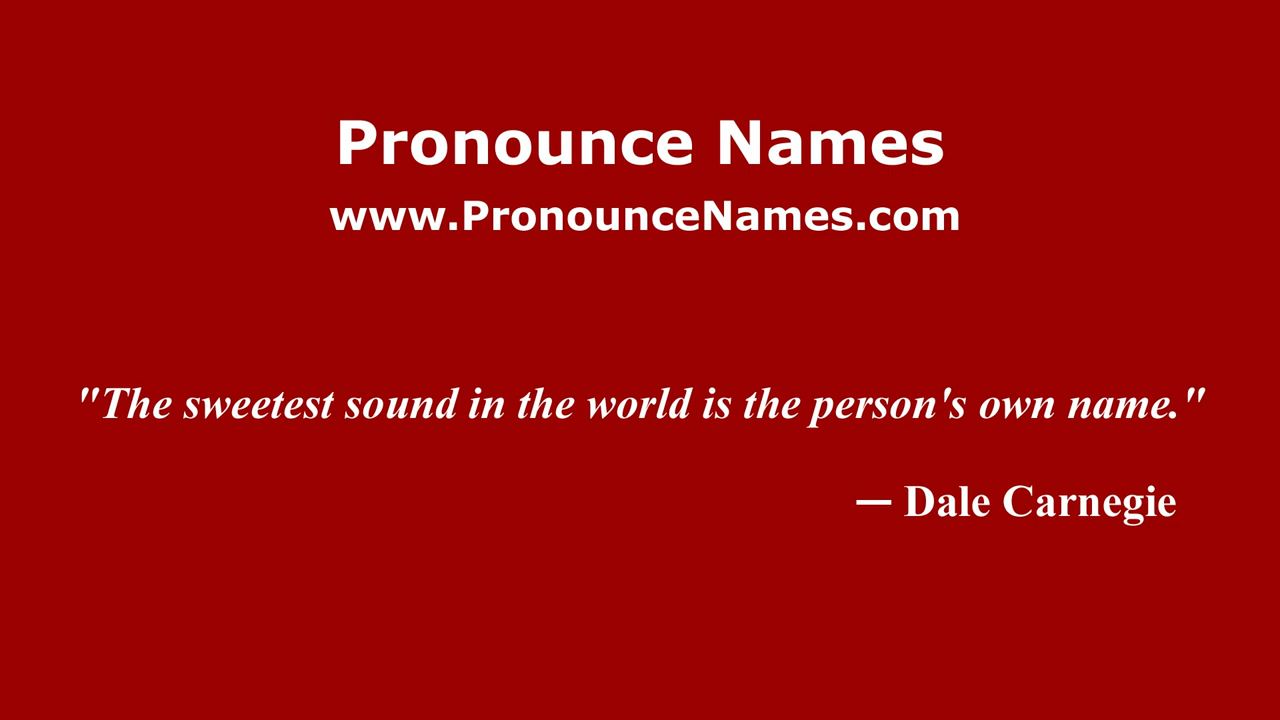 Pronounce Names
www.PronounceNames.com
"The sweetest sound in the world is the person's own name."
— Dale Carnegie